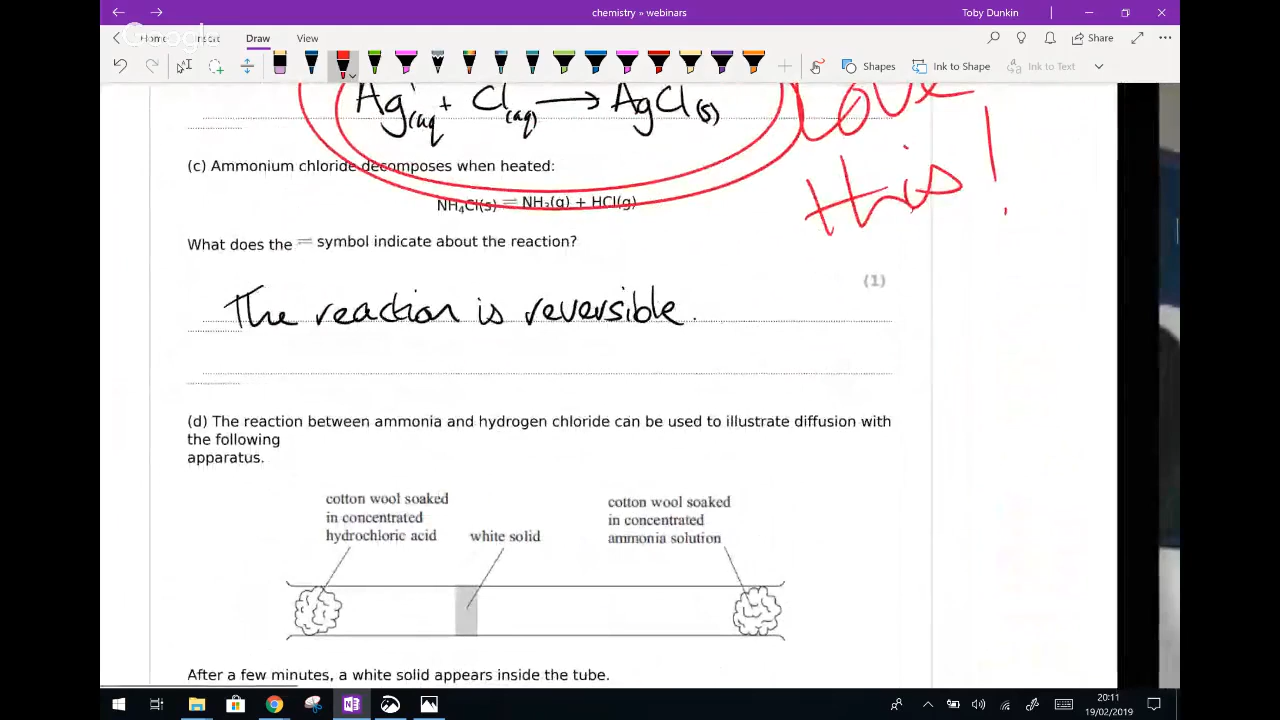 chemistry » webinars
Toby Dunkin
Google
Home
Insert
Draw
View
Share
Shapes
Ink to Shape
Ink to Text
Ag⁺(aq + Cl⁻(aq) → AgCl(s)
Love
this!
(c) Ammonium chloride decomposes when heated:
NH₄Cl(s) ⇌ NH₃(g) + HCl(g)
What does the ⇌ symbol indicate about the reaction?
(1)
The reaction is reversible.
(d) The reaction between ammonia and hydrogen chloride can be used to illustrate diffusion with
the following
apparatus.
cotton wool soaked
in concentrated
hydrochloric acid
white solid
cotton wool soaked
in concentrated
ammonia solution
After a few minutes, a white solid appears inside the tube.
20:11
19/02/2019